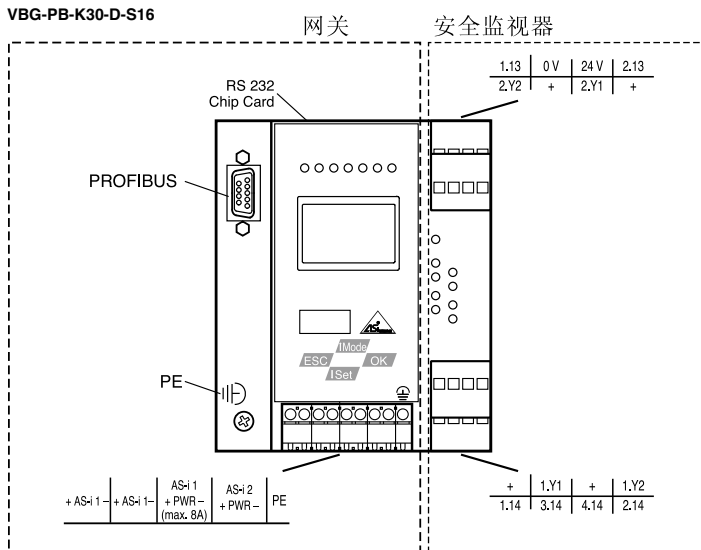 VBG-PB-K30-D-S16
网关
安全监视器
1.13 0 V 24 V 2.13
2.Y2 + 2.Y1 +
RS 232
Chip Card
PROFIBUS
IMode
ESC OK
ISet
PE
+ AS-i 1 – + AS-i 1– AS-i 1 + PWR – (max. 8A) AS-i 2 + PWR – PE
+ 1.Y1 + 1.Y2
1.14 3.14 4.14 2.14